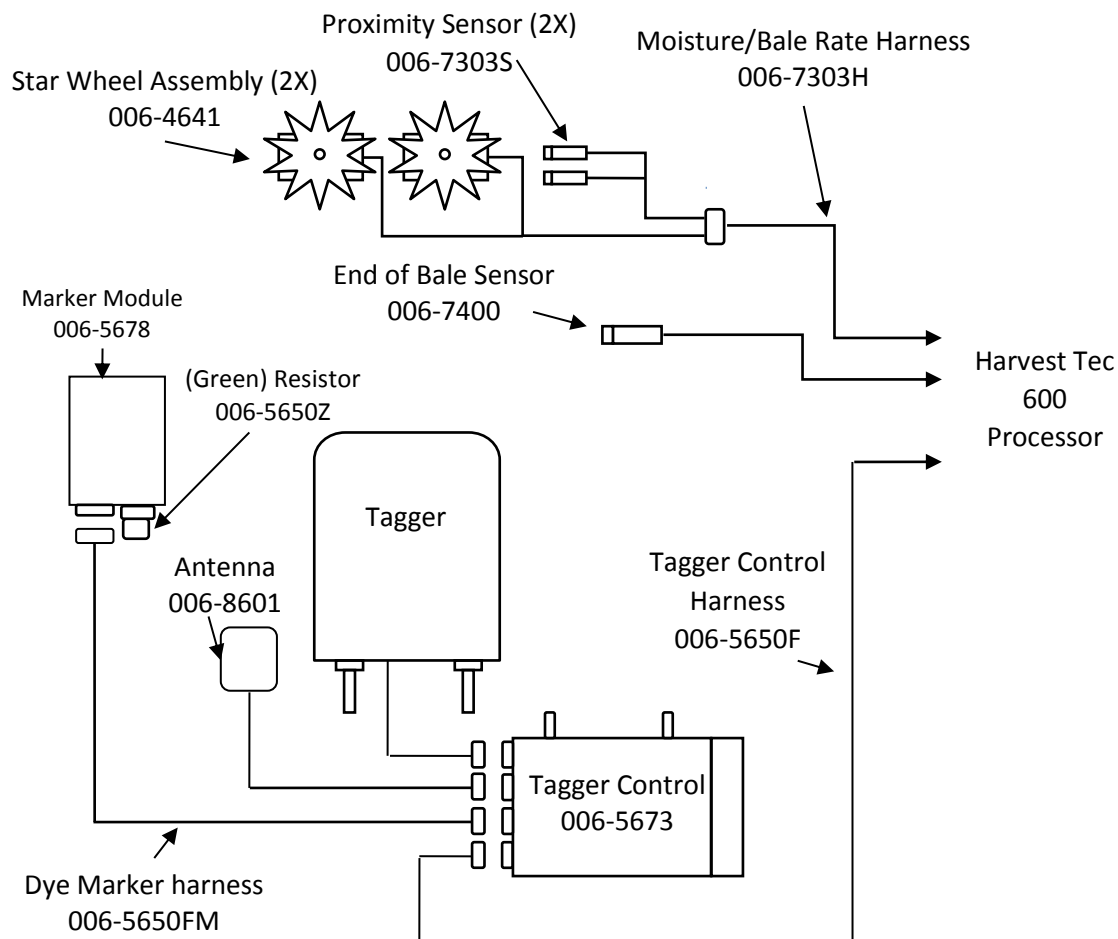 Proximity Sensor (2X)
006-7303S
Moisture/Bale Rate Harness
006-7303H
Star Wheel Assembly (2X)
006-4641
End of Bale Sensor
006-7400
Marker Module
006-5678
(Green) Resistor
006-5650Z
Harvest Tec
600
Processor
Tagger
Antenna
006-8601
Tagger Control
Harness
006-5650F
Tagger Control
006-5673
Dye Marker harness
006-5650FM